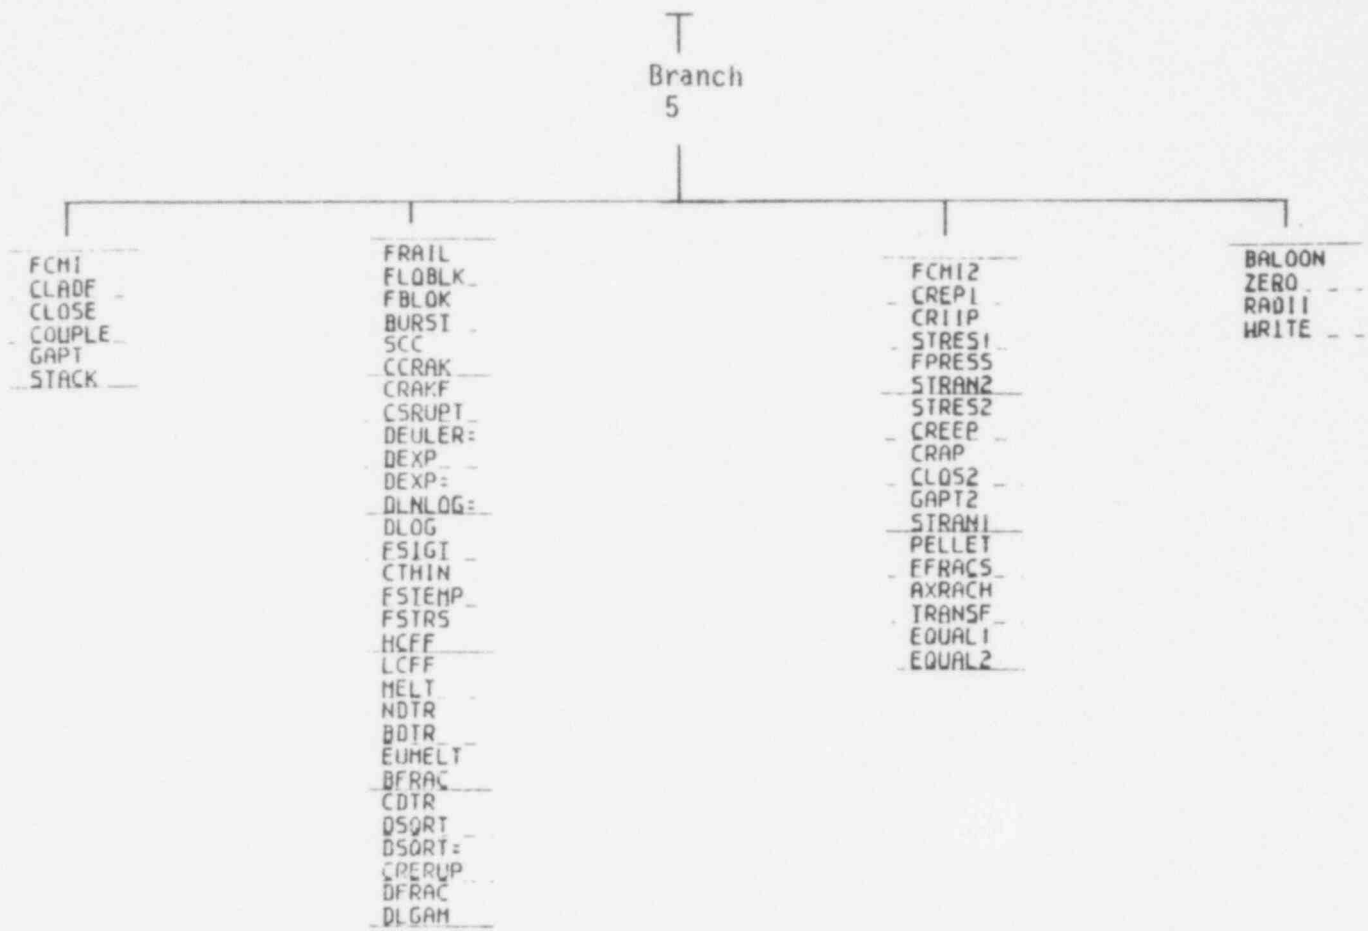 Branch
5
FCMI
CLADF
CLOSE
COUPLE
GAPT
STACK
FRAIL
FLQBLK
FBLOK
BURST
SCC
CCRAK
CRAKF
CSRUPT
DEULER=
DEXP
DEXP=
DLNLOG=
DLOG
FSIGT
CTHIN
FSTEMP
FSTRS
HCFF
LCFF
MELT
NDTR
BDTR
EUMELT
BFRAC
CDTR
DSQRT
DSQRT=
CRERUP
DFRAC
DLGAM
FCMI2
CREPI
CRIIP
STRES1
FPRESS
STRAN2
STRES2
CREEP
CRAP
CLOS2
GAPT2
STRAN1
PELLET
EFRACS
AXRACH
TRANSF
EQUAL1
EQUAL2
BALOON
ZERO
RADII
WRITE